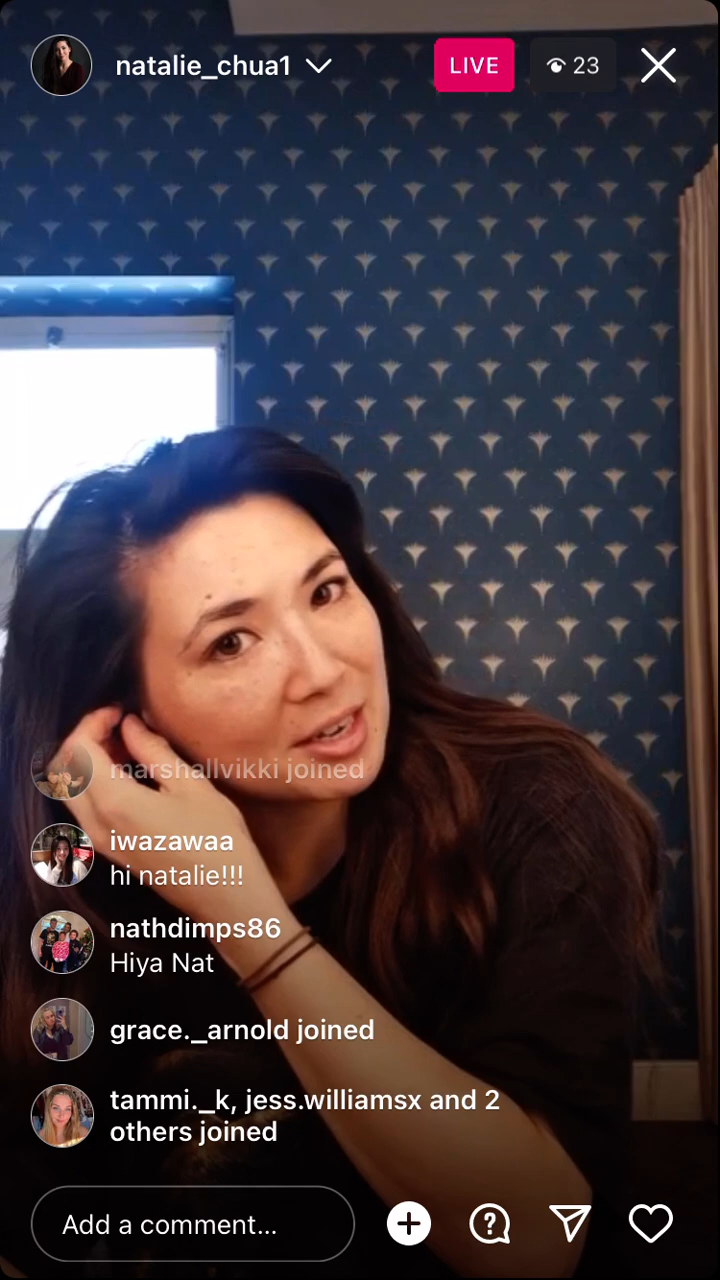 natalie_chua1
LIVE
23
marshallvikki joined
iwazawaa
hi natalie!!!
nathdimps86
Hiya Nat
grace._arnold joined
tammi._k, jess.williamsx and 2
others joined
Add a comment...